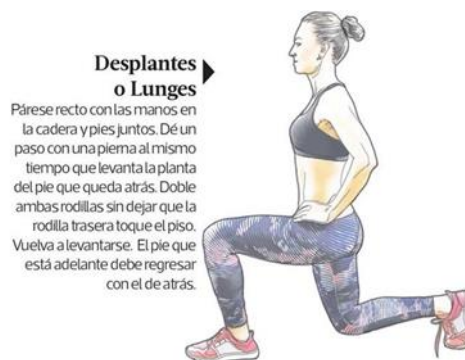 Desplantes
o Lunges
Párese recto con las manos en
la cadera y pies juntos. Dé un
paso con una pierna al mismo
tiempo que levanta la planta
del pie que queda atrás. Doble
ambas rodillas sin dejar que la
rodilla trasera toque el piso.
Vuelva a levantarse. El pie que
está adelante debe regresar
con el de atrás.